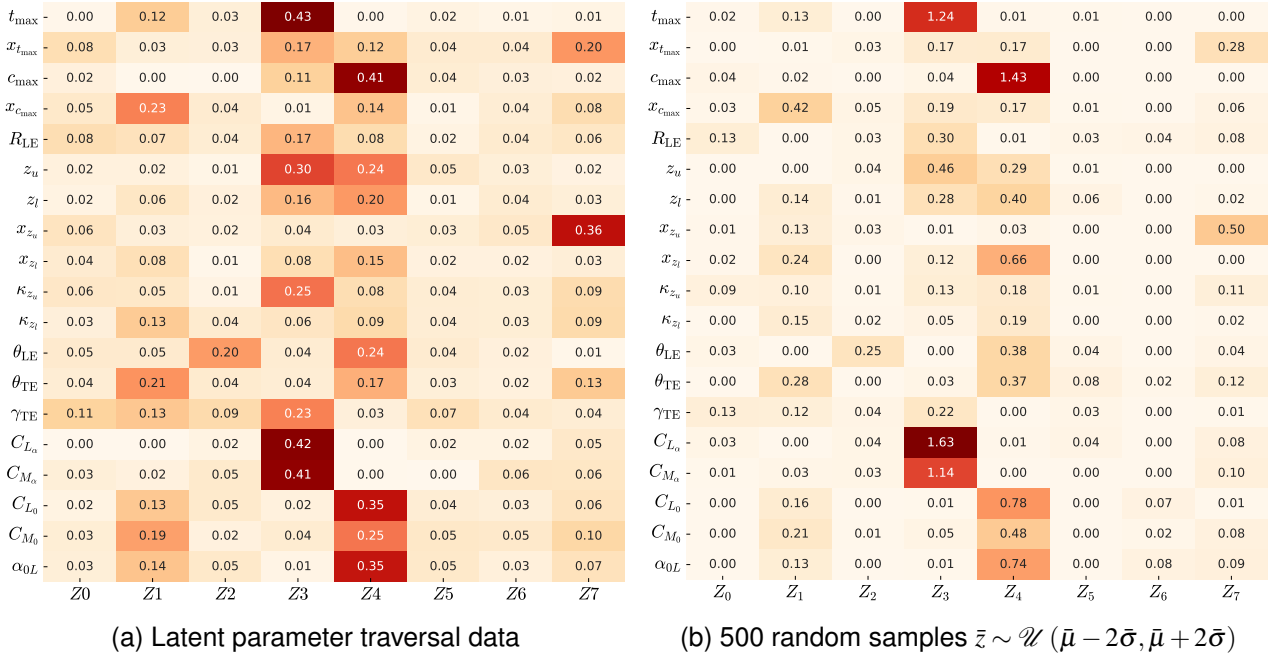 t_max 0.00 0.12 0.03 0.43 0.00 0.02 0.01 0.01
x_t_max 0.08 0.03 0.03 0.17 0.12 0.04 0.04 0.20
c_max 0.02 0.00 0.00 0.11 0.41 0.04 0.03 0.02
x_c_max 0.05 0.23 0.04 0.01 0.14 0.01 0.04 0.08
R_LE 0.08 0.07 0.04 0.17 0.08 0.02 0.04 0.06
z_u 0.02 0.02 0.01 0.30 0.24 0.05 0.03 0.02
z_l 0.02 0.06 0.02 0.16 0.20 0.01 0.04 0.03
x_z_u 0.06 0.03 0.02 0.04 0.03 0.03 0.05 0.36
x_z_l 0.04 0.08 0.01 0.08 0.15 0.02 0.02 0.03
κ_z_u 0.06 0.05 0.01 0.25 0.08 0.04 0.03 0.09
κ_z_l 0.03 0.13 0.04 0.06 0.09 0.04 0.03 0.09
θ_LE 0.05 0.05 0.20 0.04 0.24 0.04 0.02 0.01
θ_TE 0.04 0.21 0.04 0.04 0.17 0.03 0.02 0.13
γ_TE 0.11 0.13 0.09 0.23 0.03 0.07 0.04 0.04
C_L_α 0.00 0.00 0.02 0.42 0.00 0.02 0.02 0.05
C_M_α 0.03 0.02 0.05 0.41 0.00 0.00 0.06 0.06
C_L_0 0.02 0.13 0.05 0.02 0.35 0.04 0.03 0.06
C_M_0 0.03 0.19 0.02 0.04 0.25 0.05 0.05 0.10
α_0L 0.03 0.14 0.05 0.01 0.35 0.05 0.03 0.07
Z0 Z1 Z2 Z3 Z4 Z5 Z6 Z7
(a) Latent parameter traversal data
t_max 0.02 0.13 0.00 1.24 0.01 0.01 0.00 0.00
x_t_max 0.00 0.01 0.03 0.17 0.17 0.00 0.00 0.28
c_max 0.04 0.02 0.00 0.04 1.43 0.00 0.00 0.00
x_c_max 0.03 0.42 0.05 0.19 0.17 0.01 0.00 0.06
R_LE 0.13 0.00 0.03 0.30 0.01 0.03 0.04 0.08
z_u 0.00 0.00 0.04 0.46 0.29 0.01 0.00 0.00
z_l 0.00 0.14 0.01 0.28 0.40 0.06 0.00 0.02
x_z_u 0.01 0.13 0.03 0.01 0.03 0.00 0.00 0.50
x_z_l 0.02 0.24 0.00 0.12 0.66 0.00 0.00 0.00
κ_z_u 0.09 0.10 0.01 0.13 0.18 0.01 0.00 0.11
κ_z_l 0.00 0.15 0.02 0.05 0.19 0.00 0.00 0.02
θ_LE 0.03 0.00 0.25 0.00 0.38 0.04 0.00 0.04
θ_TE 0.00 0.28 0.00 0.03 0.37 0.08 0.02 0.12
γ_TE 0.13 0.12 0.04 0.22 0.00 0.03 0.00 0.01
C_L_α 0.03 0.00 0.04 1.63 0.01 0.04 0.00 0.08
C_M_α 0.01 0.03 0.03 1.14 0.00 0.00 0.00 0.10
C_L_0 0.00 0.16 0.00 0.01 0.78 0.00 0.07 0.01
C_M_0 0.00 0.21 0.01 0.05 0.48 0.00 0.02 0.08
α_0L 0.00 0.13 0.00 0.01 0.74 0.00 0.08 0.09
Z_0 Z_1 Z_2 Z_3 Z_4 Z_5 Z_6 Z_7
(b) 500 random samples z̄ ∼ 𝒰 (μ̄ − 2σ̄, μ̄ + 2σ̄)